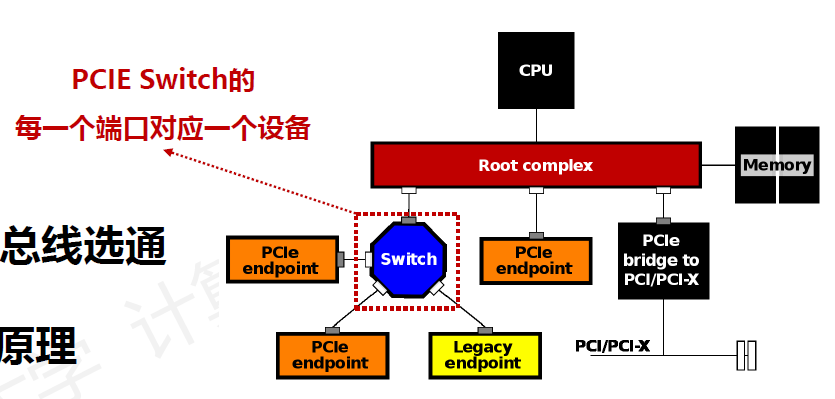 PCIE Switch的
每一个端口对应一个设备
总线选通
原理
CPU
Root complex
Memory
PCIe
endpoint
Switch
PCIe
endpoint
PCIe
bridge to
PCI/PCI-X
PCIe
endpoint
Legacy
endpoint
PCI/PCI-X